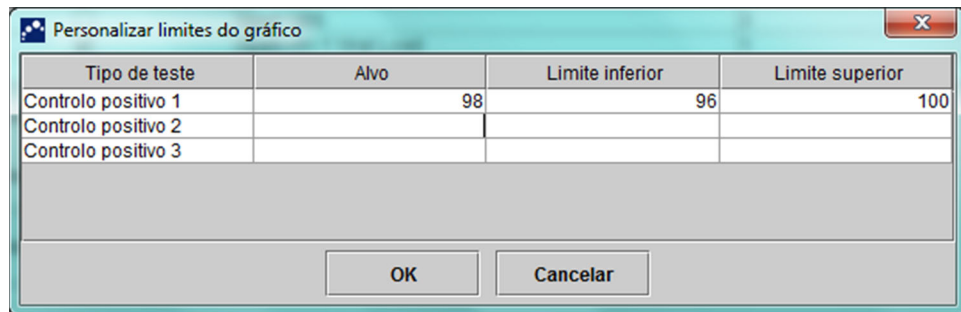 Personalizar limites do gráfico
Tipo de teste Alvo Limite inferior Limite superior
Controlo positivo 1 98 96 100
Controlo positivo 2
Controlo positivo 3
OK Cancelar